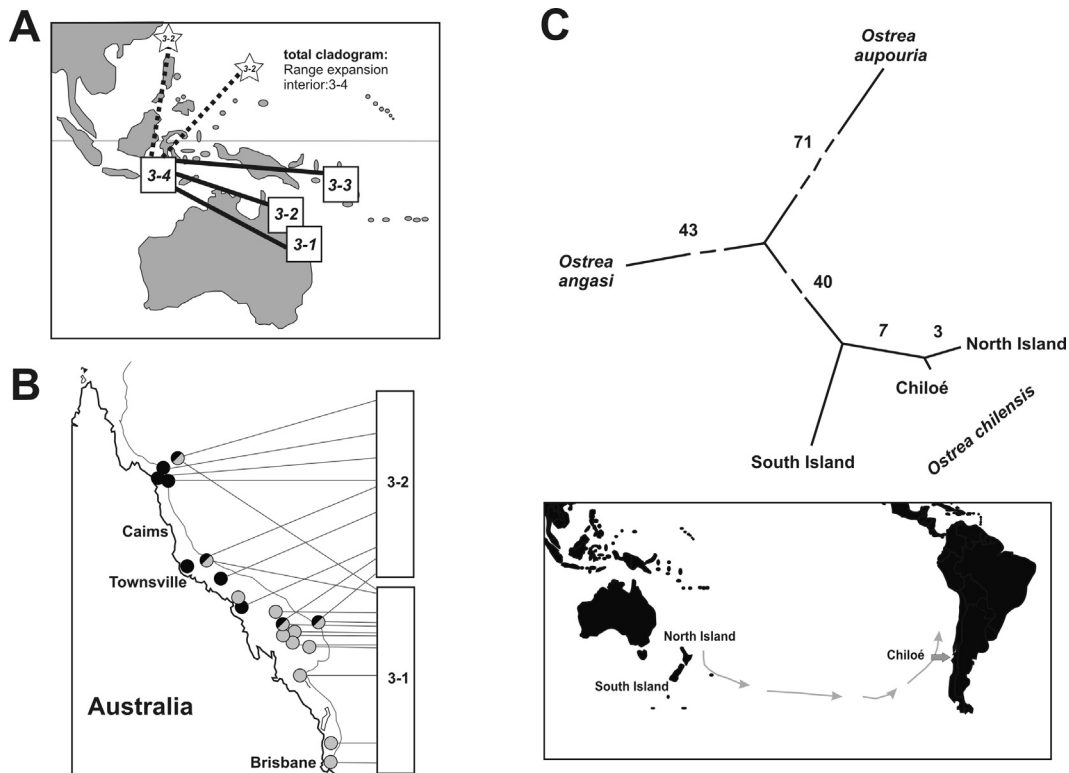 A
3-2
3-2
total cladogram:
Range expansion
interior:3-4
3-4
3-3
3-2
3-1
B
3-2
Caims
Townsville
3-1
Australia
Brisbane
C
Ostrea
aupouria
71
43
Ostrea
angasi
40
7
3
North Island
Chiloé
Ostrea chilensis
South Island
North Island
South Island
Chiloé